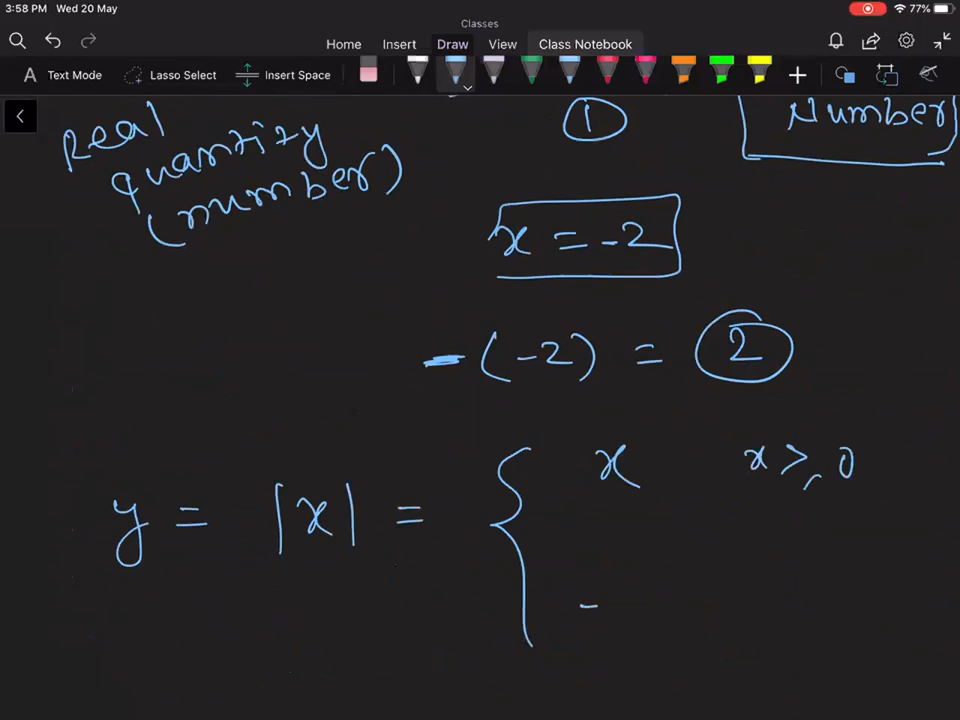 3:58 PM Wed 20 May 77%
Classes
Home Insert Draw View Class Notebook
Text Mode Lasso Select Insert Space
Real
quantity
(number)
1
Number
x = -2
-(-2) = 2
y = |x| = { x x ≥ 0
-